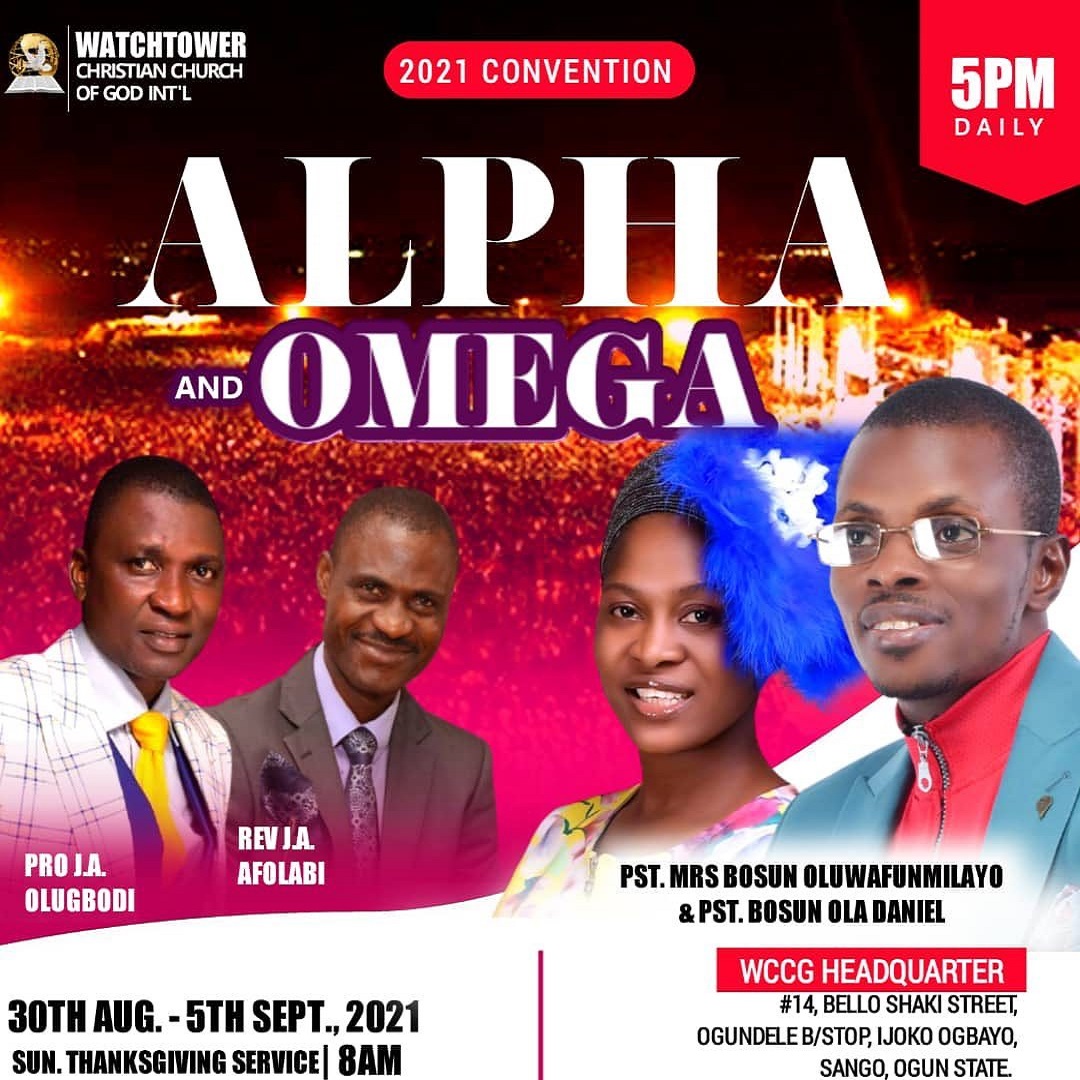 WATCHTOWER
CHRISTIAN CHURCH
OF GOD INT'L
2021 CONVENTION
5PM
DAILY
ALPHA
AND OMEGA
PRO J.A.
OLUGBODI
REV J.A.
AFOLABI
PST. MRS BOSUN OLUWAFUNMILAYO
& PST. BOSUN OLA DANIEL
30TH AUG. - 5TH SEPT., 2021
SUN. THANKSGIVING SERVICE| 8AM
WCCG HEADQUARTER
#14, BELLO SHAKI STREET,
OGUNDELE B/STOP, IJOKO OGBAYO,
SANGO, OGUN STATE.